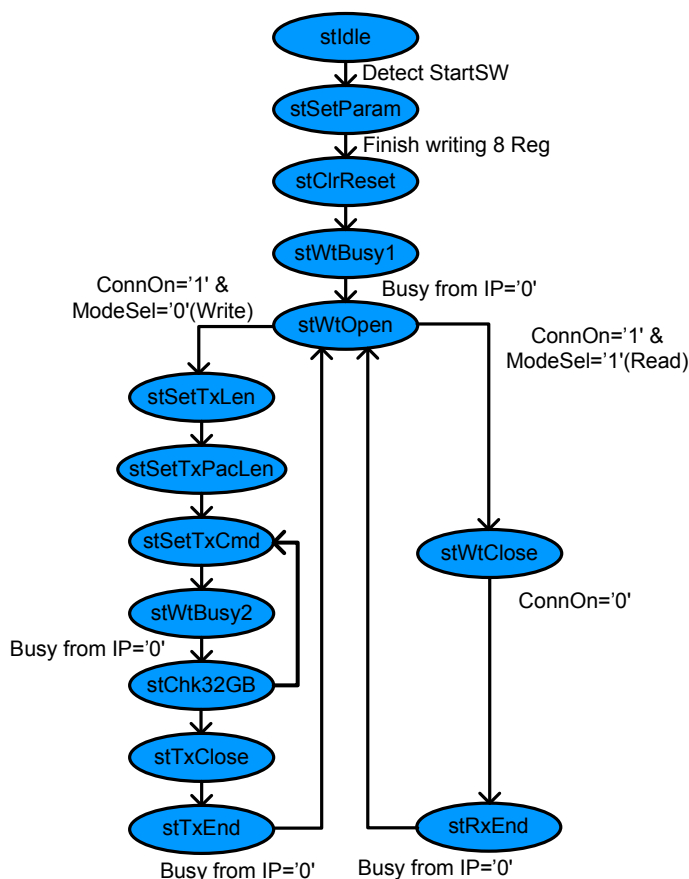 stIdle
Detect StartSW
stSetParam
Finish writing 8 Reg
stClrReset
stWtBusy1
Busy from IP='0'
ConnOn='1' &
ModeSel='0'(Write)
stWtOpen
ConnOn='1' &
ModeSel='1'(Read)
stSetTxLen
stSetTxPacLen
stSetTxCmd
stWtClose
ConnOn='0'
stWtBusy2
Busy from IP='0'
stChk32GB
stTxClose
stTxEnd
stRxEnd
Busy from IP='0'
Busy from IP='0'